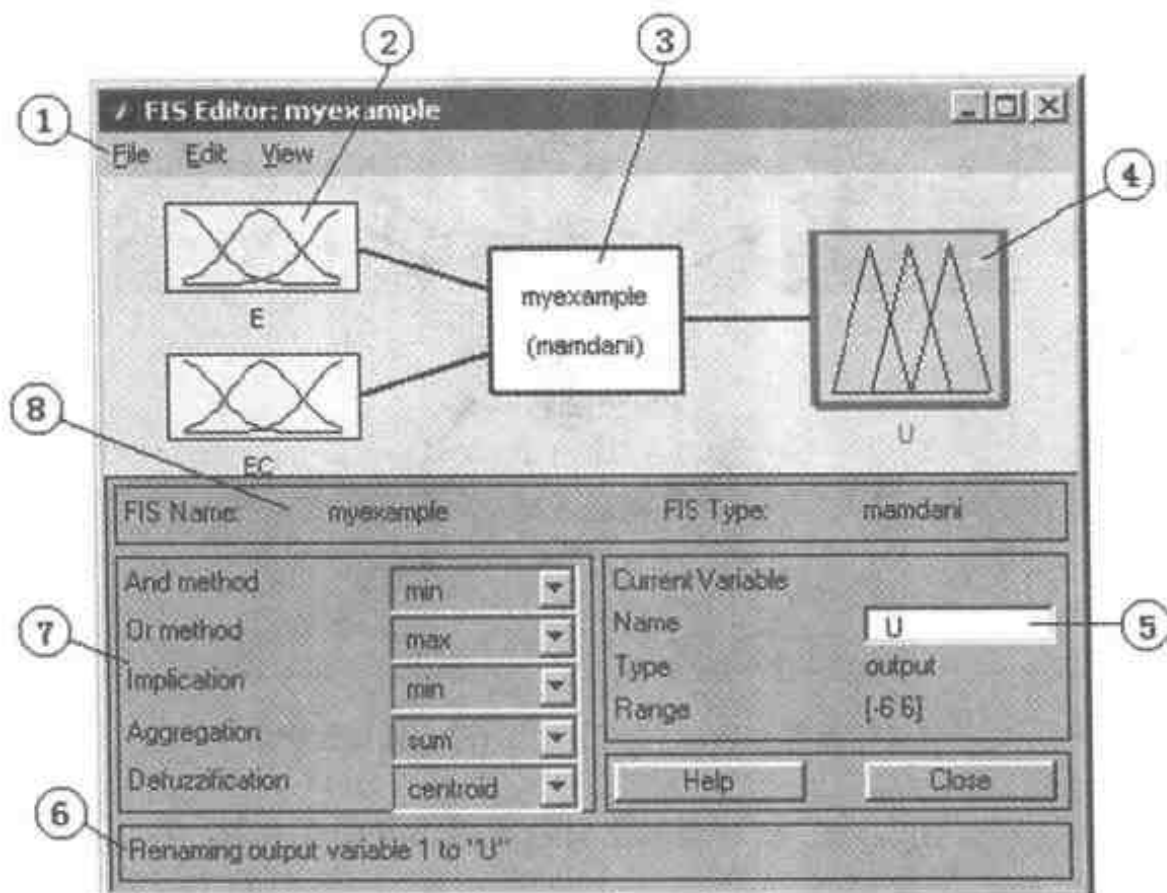 2
3
FIS Editor: myexample
1
File Edit View
4
myexample
(mamdani)
E
U
8
EC
FIS Name: myexample FIS Type: mamdani
And method min
Or method max
Implication min
Aggregation sum
Defuzzification centroid
7
Current Variable
Name U
Type output
Range [-6 6]
5
Help Close
6
Renaming output variable 1 to "U"